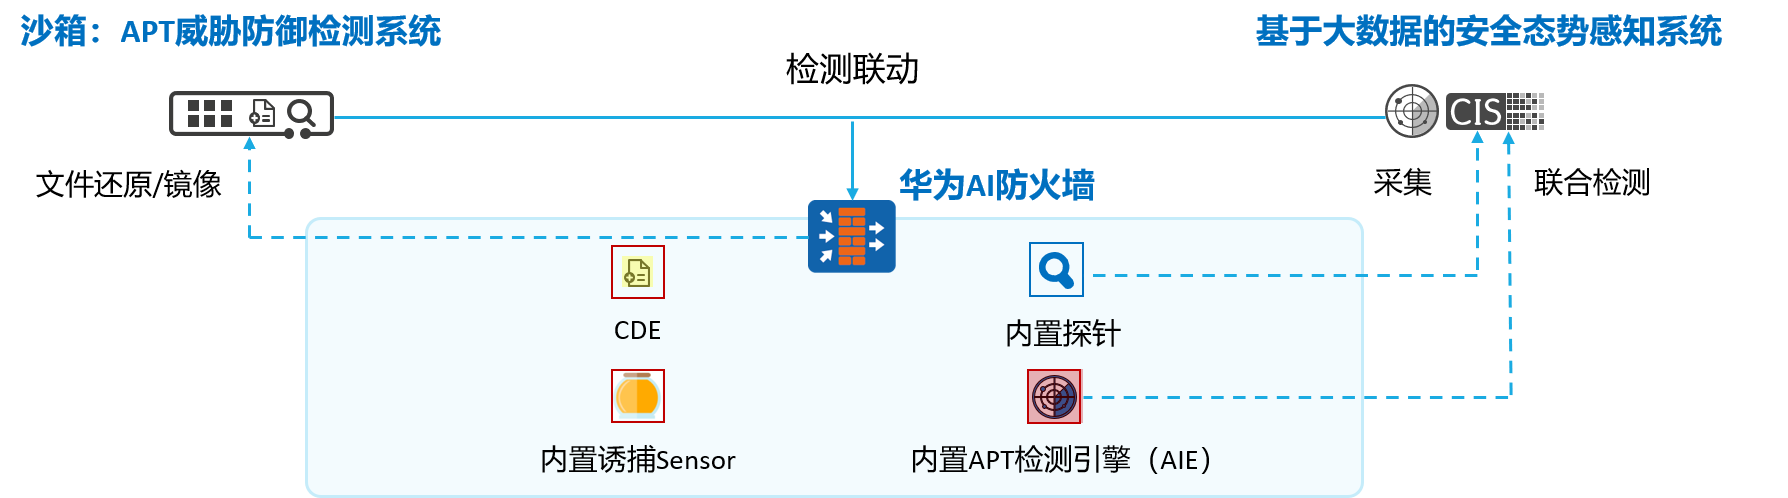 沙箱：APT威胁防御检测系统
基于大数据的安全态势感知系统
检测联动
CIS
文件还原/镜像
华为AI防火墙
采集
联合检测
CDE
内置探针
内置诱捕Sensor
内置APT检测引擎（AIE）